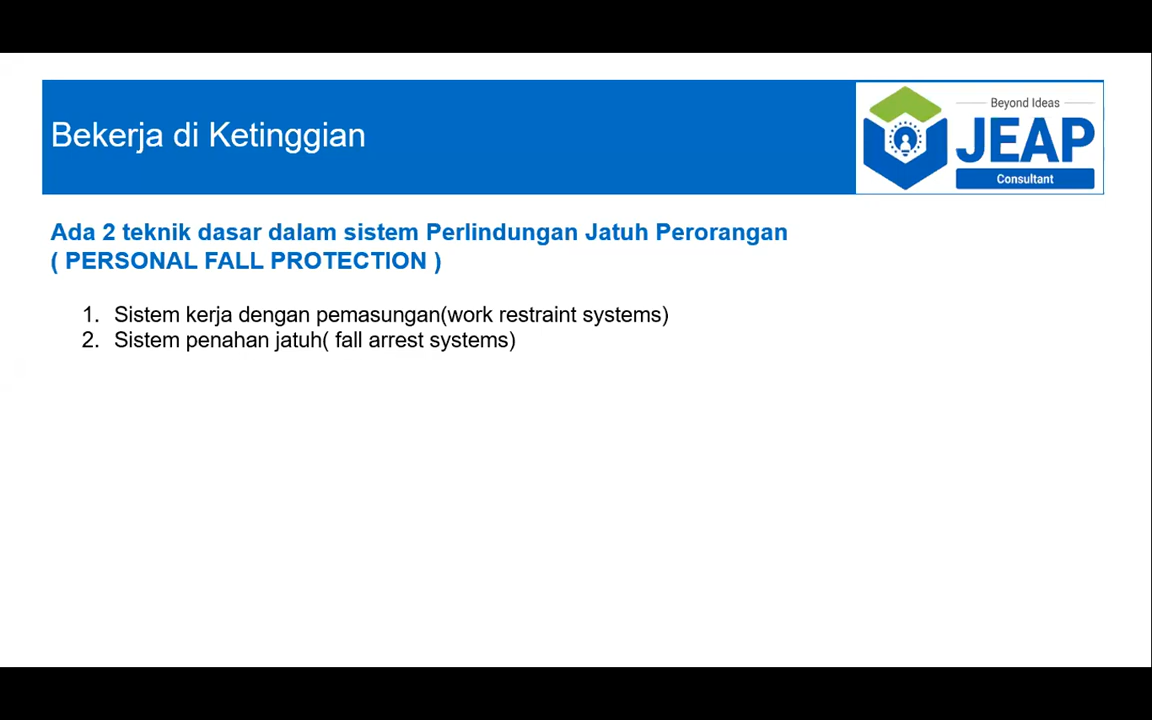 Bekerja di Ketinggian
Beyond Ideas
JEAP
Consultant
Ada 2 teknik dasar dalam sistem Perlindungan Jatuh Perorangan
( PERSONAL FALL PROTECTION )
1. Sistem kerja dengan pemasungan(work restraint systems)
2. Sistem penahan jatuh( fall arrest systems)